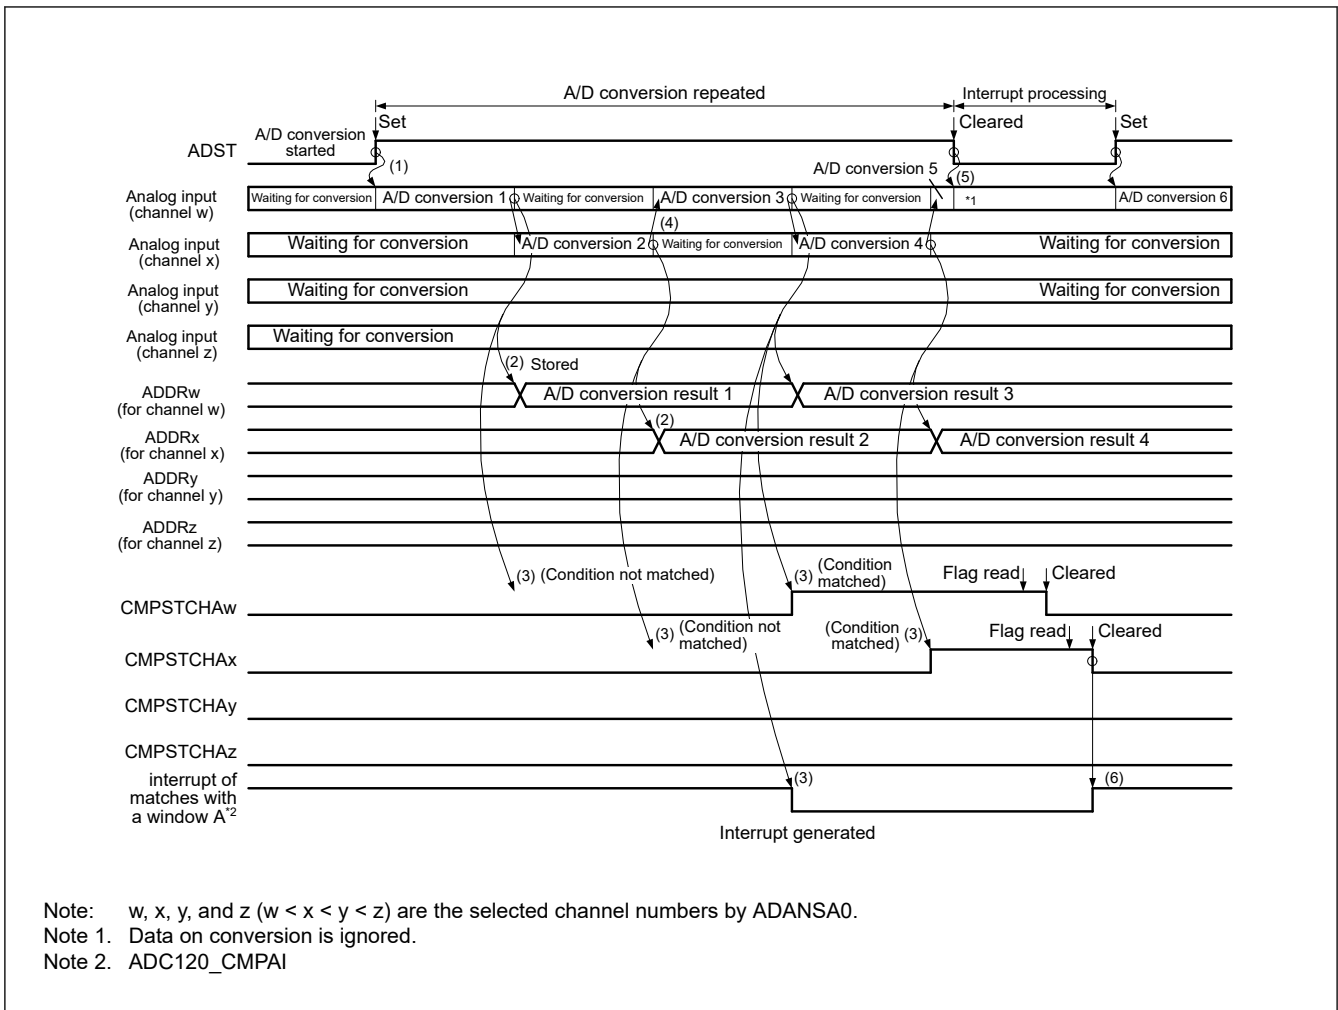 A/D conversion repeated
Interrupt processing
Set
Cleared
Set
A/D conversion
started
ADST
(1)
A/D conversion 5
(5)
Analog input
(channel w)
Waiting for conversion
A/D conversion 1
Waiting for conversion
A/D conversion 3
Waiting for conversion
*1
A/D conversion 6
(4)
Analog input
(channel x)
Waiting for conversion
A/D conversion 2
Waiting for conversion
A/D conversion 4
Waiting for conversion
Analog input
(channel y)
Waiting for conversion
Waiting for conversion
Analog input
(channel z)
Waiting for conversion
(2) Stored
ADDRw
(for channel w)
A/D conversion result 1
A/D conversion result 3
(2)
ADDRx
(for channel x)
A/D conversion result 2
A/D conversion result 4
ADDRy
(for channel y)
ADDRz
(for channel z)
(3) (Condition not matched)
(3) (Condition
matched)
Flag read
Cleared
CMPSTCHAw
(3) (Condition not
matched)
(Condition
matched) (3)
Flag read
Cleared
CMPSTCHAx
CMPSTCHAy
CMPSTCHAz
interrupt of
matches with
a window A*2
(3)
(6)
Interrupt generated
Note: w, x, y, and z (w < x < y < z) are the selected channel numbers by ADANSA0.
Note 1. Data on conversion is ignored.
Note 2. ADC120_CMPAI